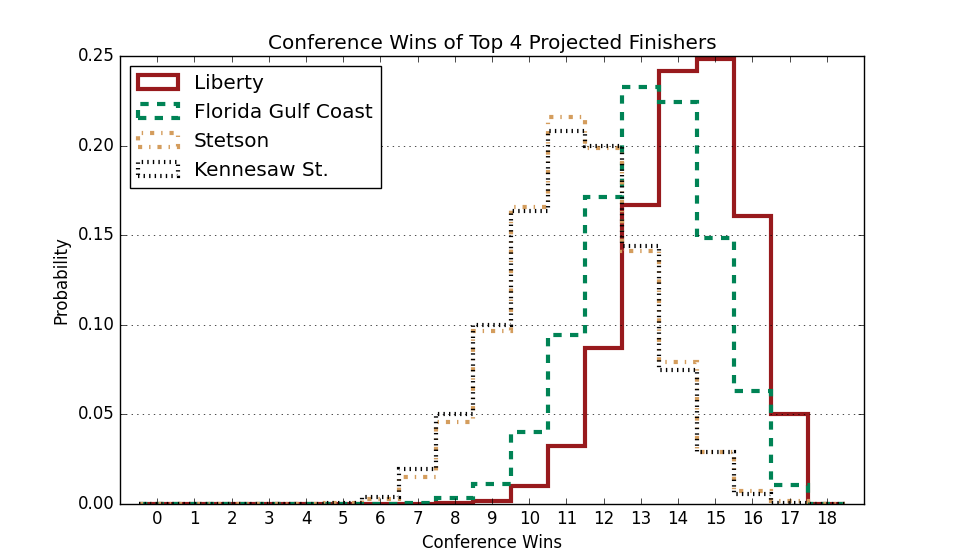 Conference Wins of Top 4 Projected Finishers
Liberty
Florida Gulf Coast
Stetson
Kennesaw St.
0.25
0.20
0.15
0.10
0.05
0.00
Probability
0 1 2 3 4 5 6 7 8 9 10 11 12 13 14 15 16 17 18
Conference Wins